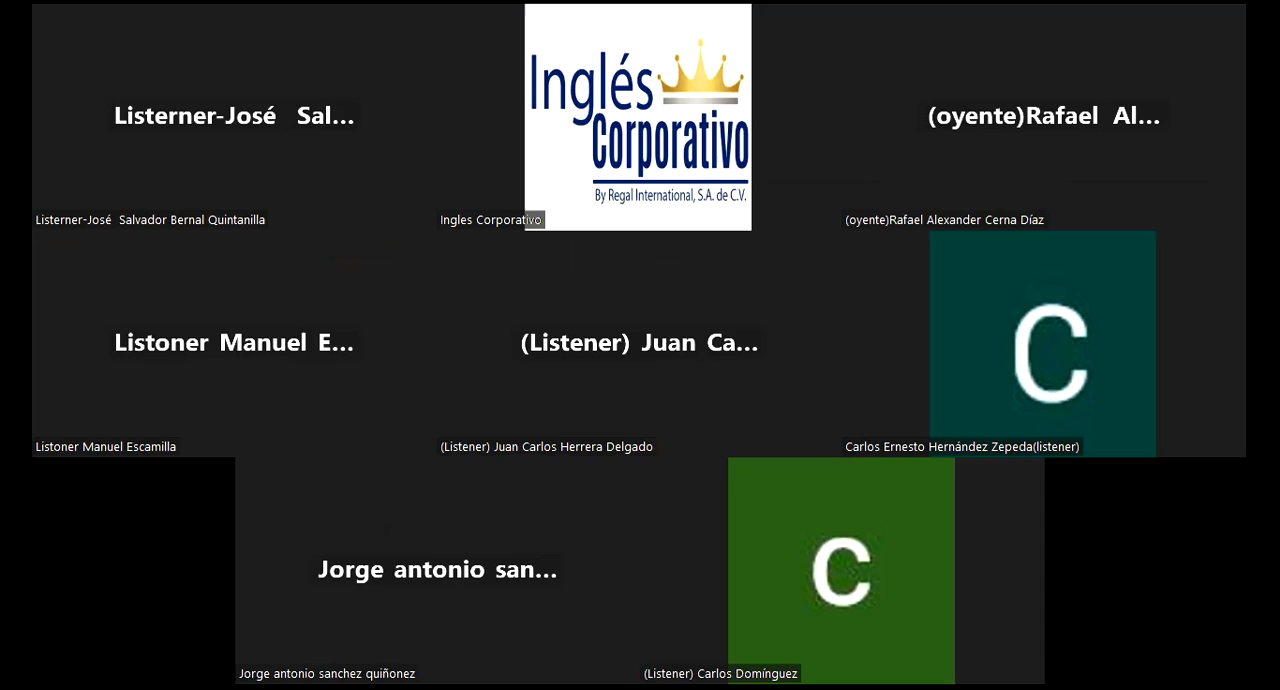 Listerner-José Sal...
Inglés
Corporativo
By Regal International, S.A. de C.V.
(oyente)Rafael Al...
Listerner-José Salvador Bernal Quintanilla
Ingles Corporativo
(oyente)Rafael Alexander Cerna Díaz
Listoner Manuel E...
(Listener) Juan Ca...
C
Listoner Manuel Escamilla
(Listener) Juan Carlos Herrera Delgado
Carlos Ernesto Hernández Zepeda(listener)
Jorge antonio san...
C
Jorge antonio sanchez quiñonez
(Listener) Carlos Domínguez